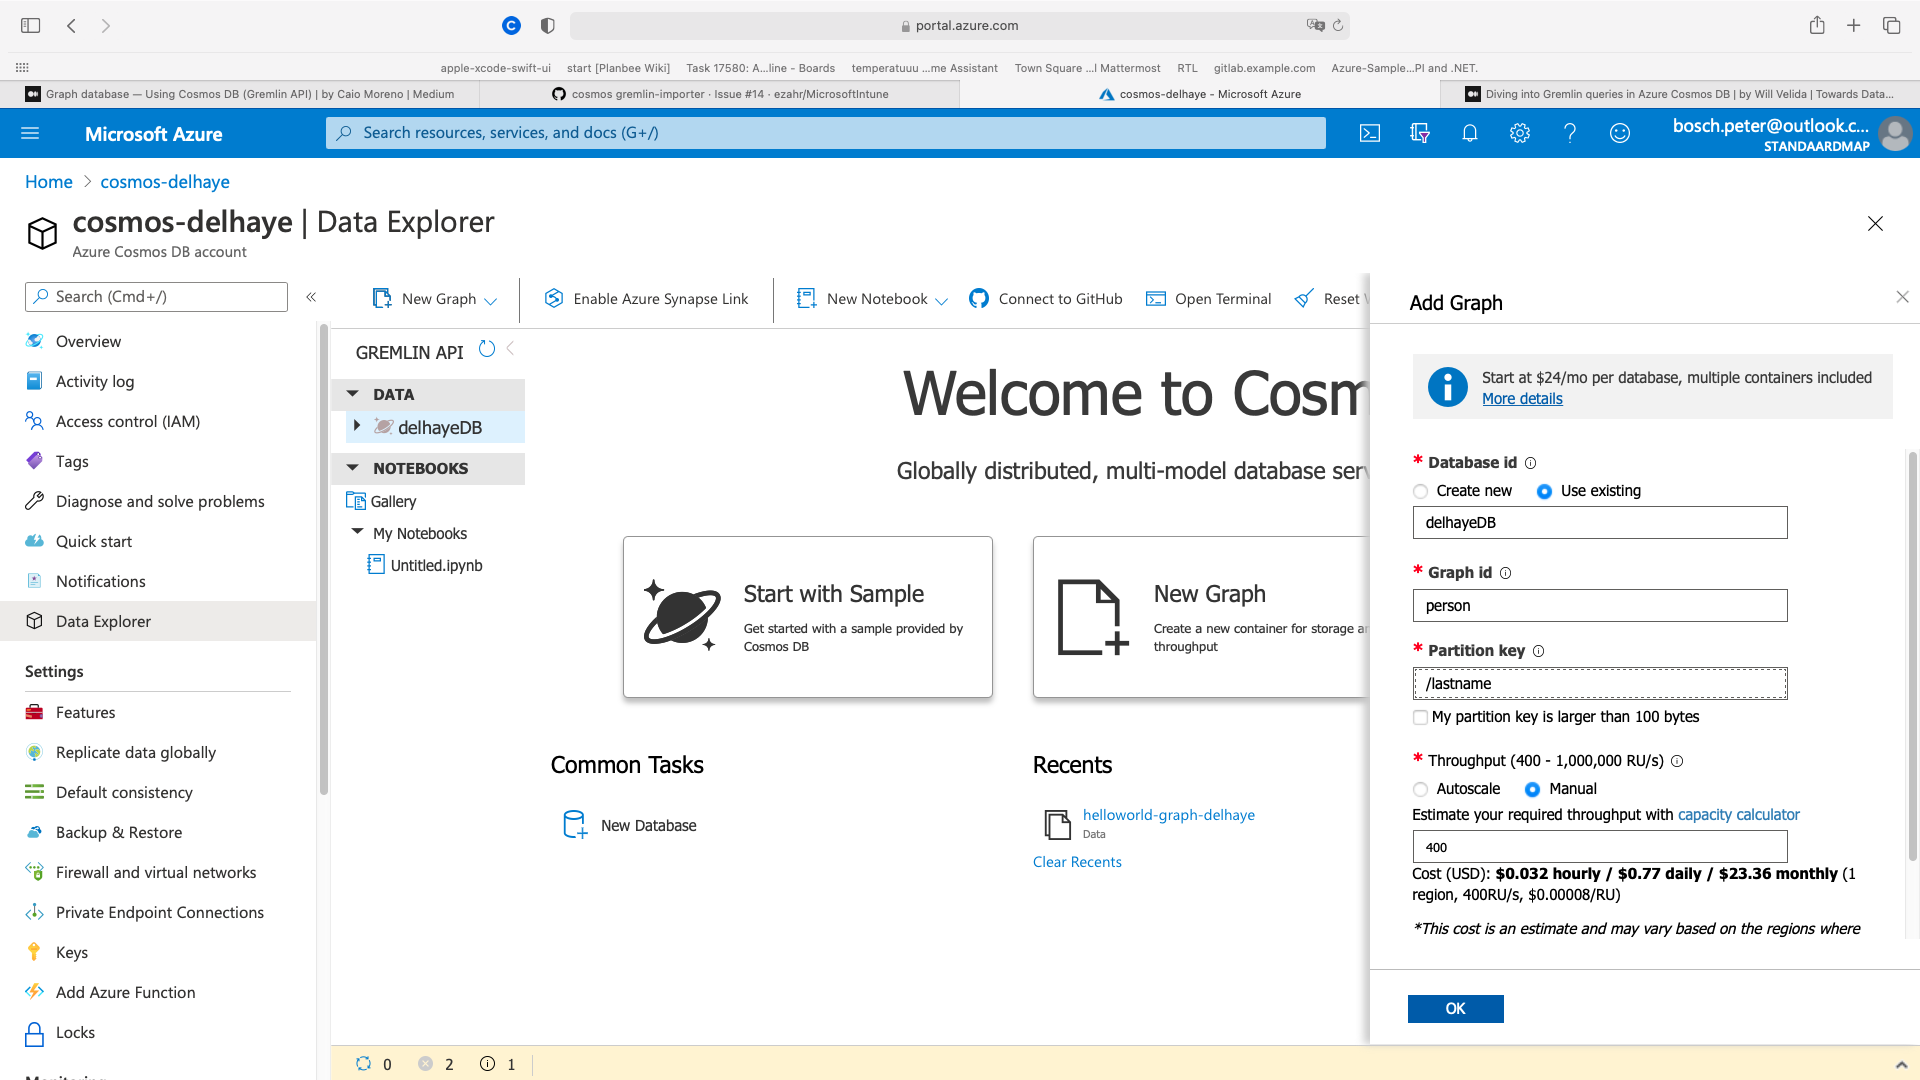 portal.azure.com
apple-xcode-swift-ui
start [Planbee Wiki]
Task 17580: A...line - Boards
temperatuuu ...me Assistant
Town Square ...l Mattermost
RTL
gitlab.example.com
Azure-Sample...PI and .NET.
Graph database — Using Cosmos DB (Gremlin API) | by Caio Moreno | Medium
cosmos gremlin-importer · Issue #14 · ezahr/MicrosoftIntune
cosmos-delhaye - Microsoft Azure
Diving into Gremlin queries in Azure Cosmos DB | by Will Velida | Towards Data...
Microsoft Azure
Search resources, services, and docs (G+/)
bosch.peter@outlook.c...
STANDAARDMAP
Home > cosmos-delhaye
cosmos-delhaye | Data Explorer
Azure Cosmos DB account
Search (Cmd+/)
«
Overview
Activity log
Access control (IAM)
Tags
Diagnose and solve problems
Quick start
Notifications
Data Explorer
Settings
Features
Replicate data globally
Default consistency
Backup & Restore
Firewall and virtual networks
Private Endpoint Connections
Keys
Add Azure Function
Locks
Monitoring
New Graph
Enable Azure Synapse Link
New Notebook
Connect to GitHub
Open Terminal
Reset
GREMLIN API
DATA
delhayeDB
NOTEBOOKS
Gallery
My Notebooks
Untitled.ipynb
Welcome to Cosm
Globally distributed, multi-model database serv
Start with Sample
Get started with a sample provided by
Cosmos DB
New Graph
Create a new container for storage an
throughput
Common Tasks
New Database
Recents
helloworld-graph-delhaye
Data
Clear Recents
0
2
1
Add Graph
Start at $24/mo per database, multiple containers included
More details
* Database id
Create new
Use existing
delhayeDB
* Graph id
person
* Partition key
/lastname
My partition key is larger than 100 bytes
* Throughput (400 - 1,000,000 RU/s)
Autoscale
Manual
Estimate your required throughput with capacity calculator
400
Cost (USD): $0.032 hourly / $0.77 daily / $23.36 monthly (1
region, 400RU/s, $0.00008/RU)
*This cost is an estimate and may vary based on the regions where
OK